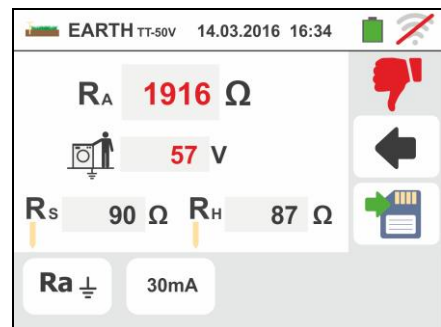 EARTH TT-50V 14.03.2016 16:34
RA 1916 Ω
57 V
RS 90 Ω RH 87 Ω
Ra 30mA